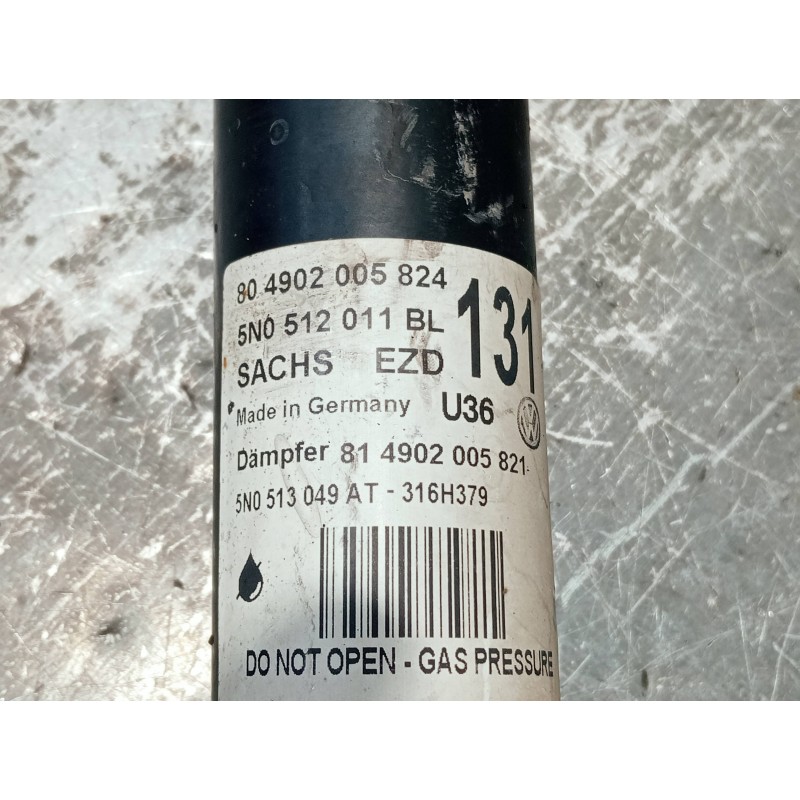 80 4902 005 824
5N0 512 011 BL
131
SACHS EZD
Made in Germany U36
Dämpfer 81 4902 005 821
5N0 513 049 AT - 316H379
DO NOT OPEN - GAS PRESSURE